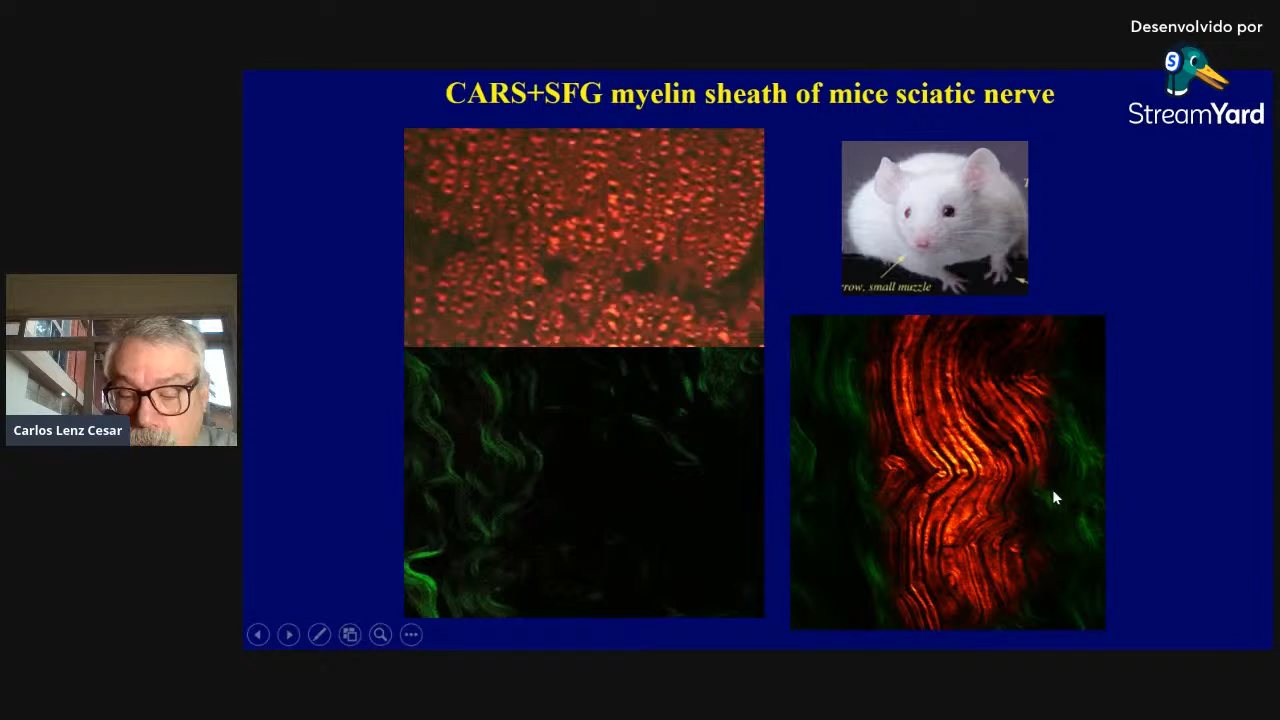 Desenvolvido por
StreamYard
CARS+SFG myelin sheath of mice sciatic nerve
rrow, small muzzle
Carlos Lenz Cesar